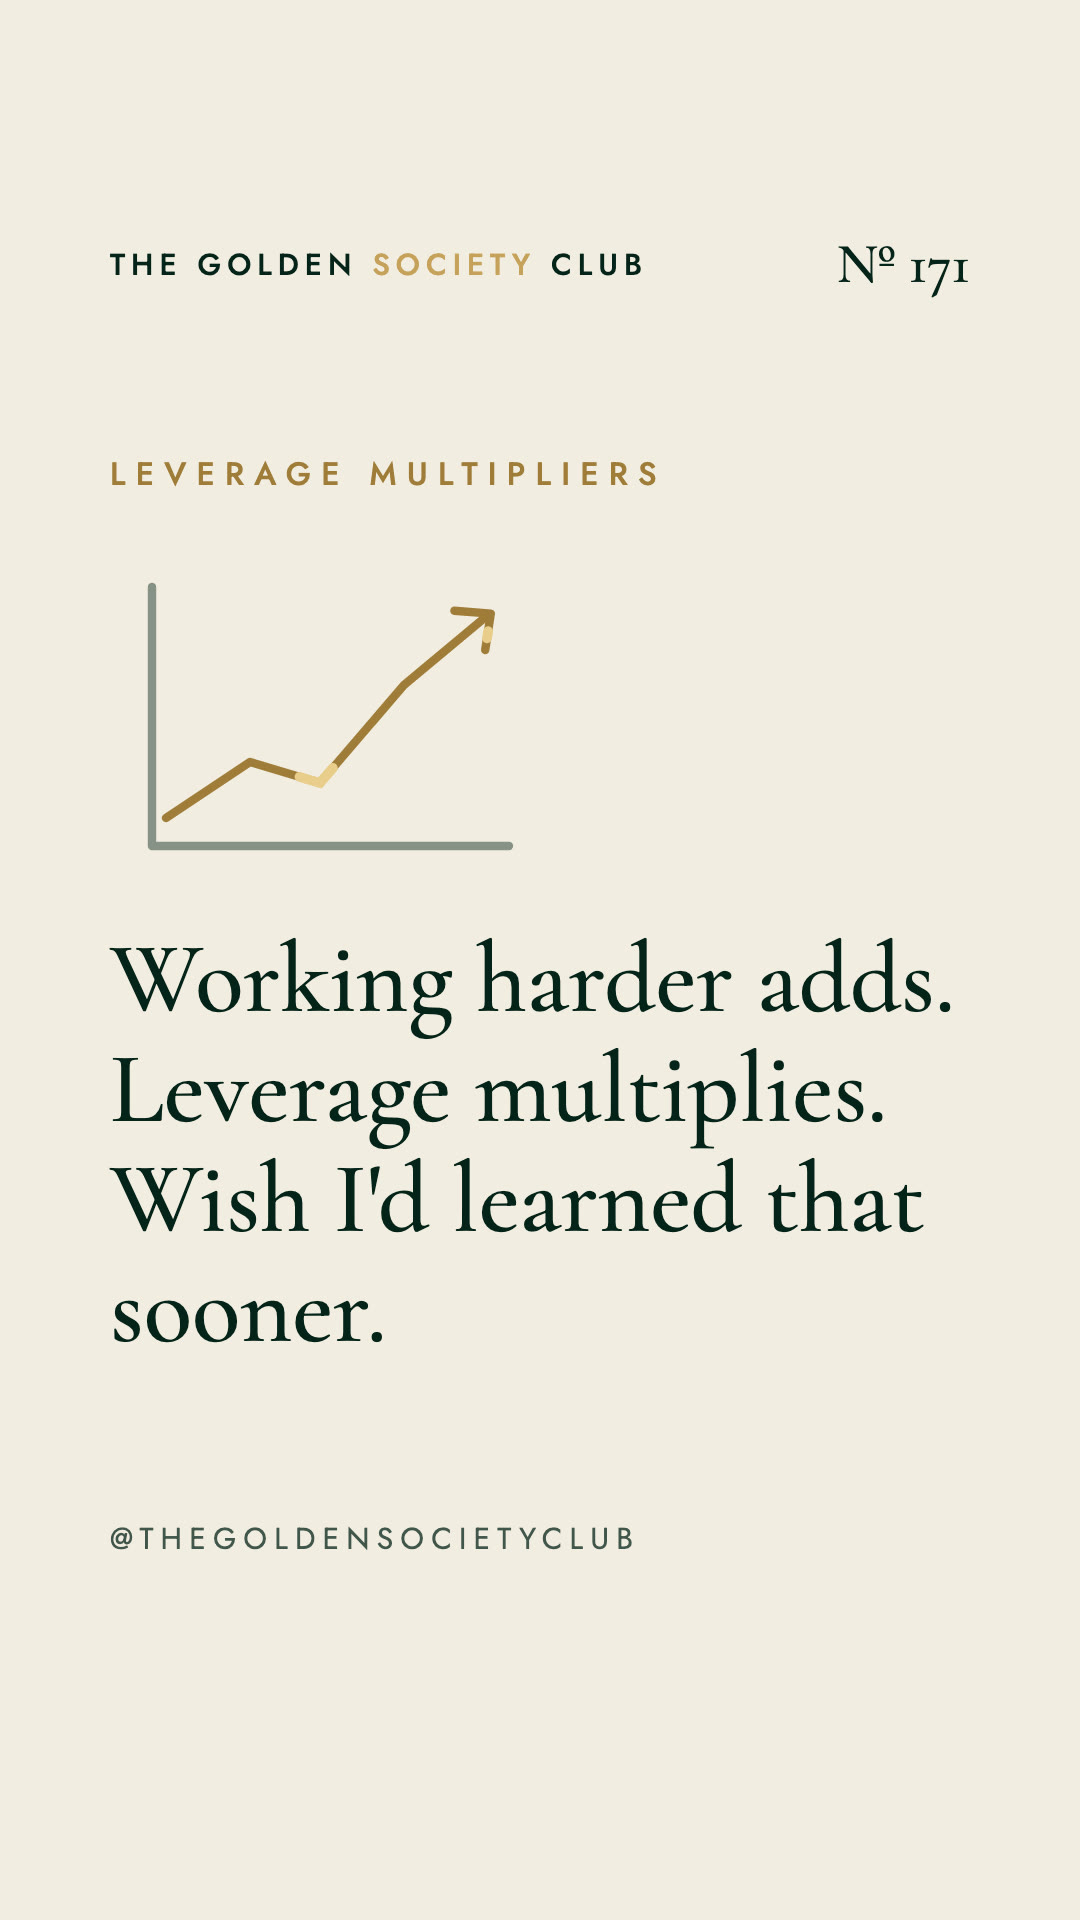 THE GOLDEN SOCIETY CLUB
Nº 171
LEVERAGE MULTIPLIERS
Working harder adds.
Leverage multiplies.
Wish I'd learned that
sooner.
@THEGOLDENSOCIETYCLUB